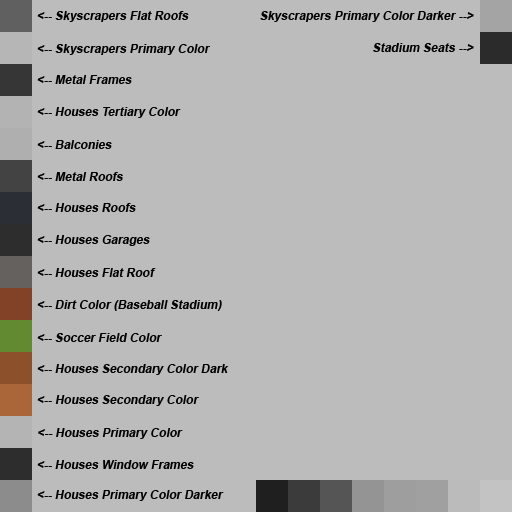 <-- Skyscrapers Flat Roofs
Skyscrapers Primary Color Darker -->
<-- Skyscrapers Primary Color
Stadium Seats -->
<-- Metal Frames
<-- Houses Tertiary Color
<-- Balconies
<-- Metal Roofs
<-- Houses Roofs
<-- Houses Garages
<-- Houses Flat Roof
<-- Dirt Color (Baseball Stadium)
<-- Soccer Field Color
<-- Houses Secondary Color Dark
<-- Houses Secondary Color
<-- Houses Primary Color
<-- Houses Window Frames
<-- Houses Primary Color Darker